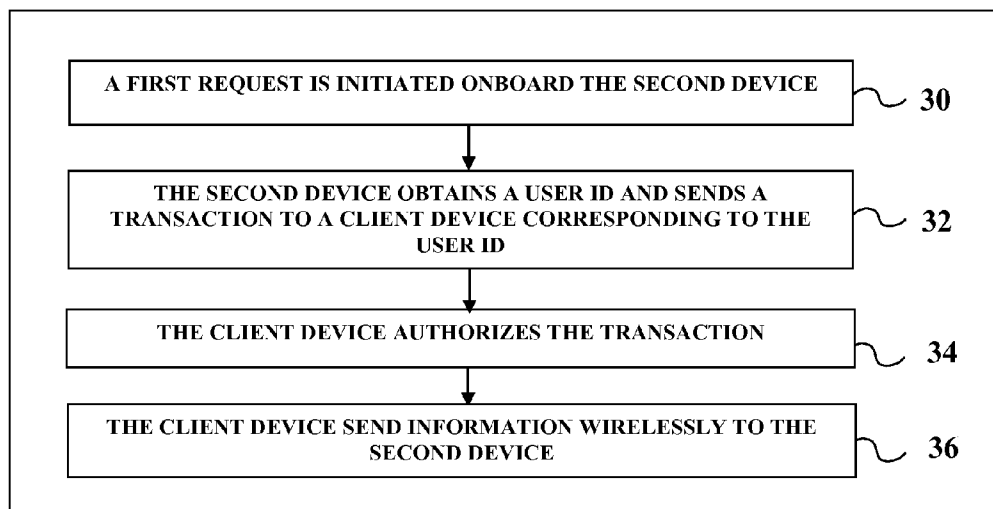 A FIRST REQUEST IS INITIATED ONBOARD THE SECOND DEVICE
30
THE SECOND DEVICE OBTAINS A USER ID AND SENDS A
TRANSACTION TO A CLIENT DEVICE CORRESPONDING TO THE
USER ID
32
THE CLIENT DEVICE AUTHORIZES THE TRANSACTION
34
THE CLIENT DEVICE SEND INFORMATION WIRELESSLY TO THE
SECOND DEVICE
36